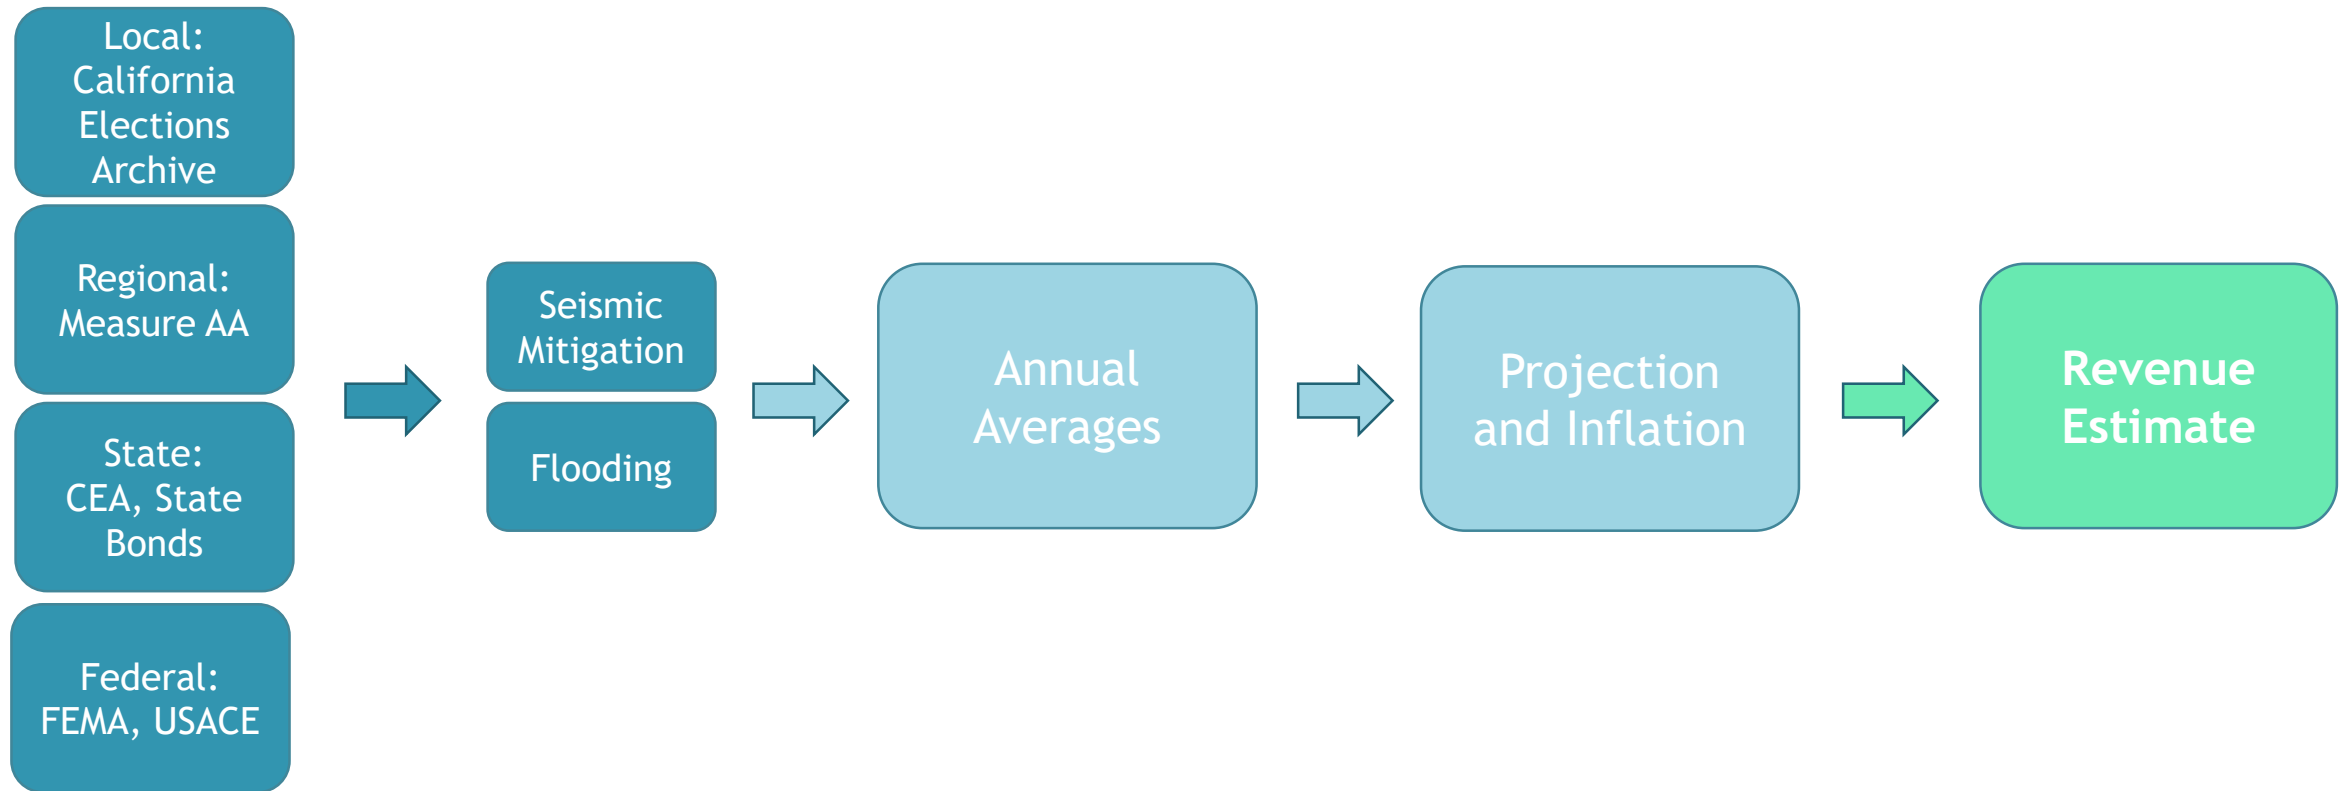 Local:
California
Elections
Archive
Regional:
Measure AA
State:
CEA, State
Bonds
Federal:
FEMA, USACE
Seismic
Mitigation
Flooding
Annual
Averages
Projection
and Inflation
Revenue
Estimate